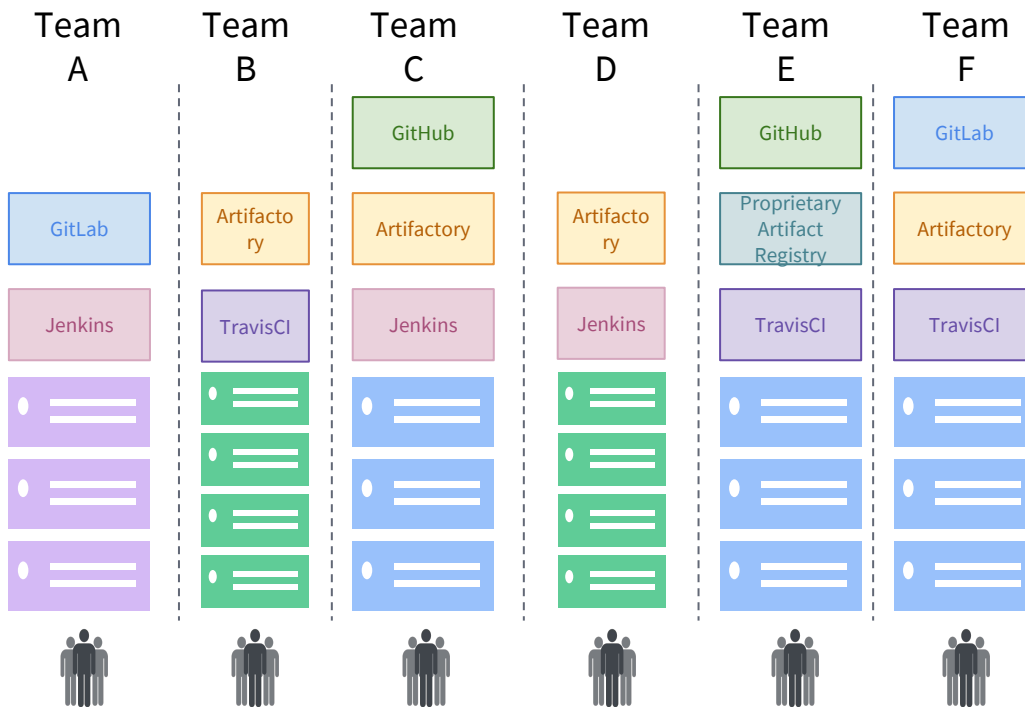 Team
A
Team
B
Team
C
Team
D
Team
E
Team
F
GitHub
GitHub
GitLab
GitLab
Artifacto
ry
Artifactory
Artifacto
ry
Proprietary
Artifact
Registry
Artifactory
Jenkins
TravisCI
Jenkins
Jenkins
TravisCI
TravisCI